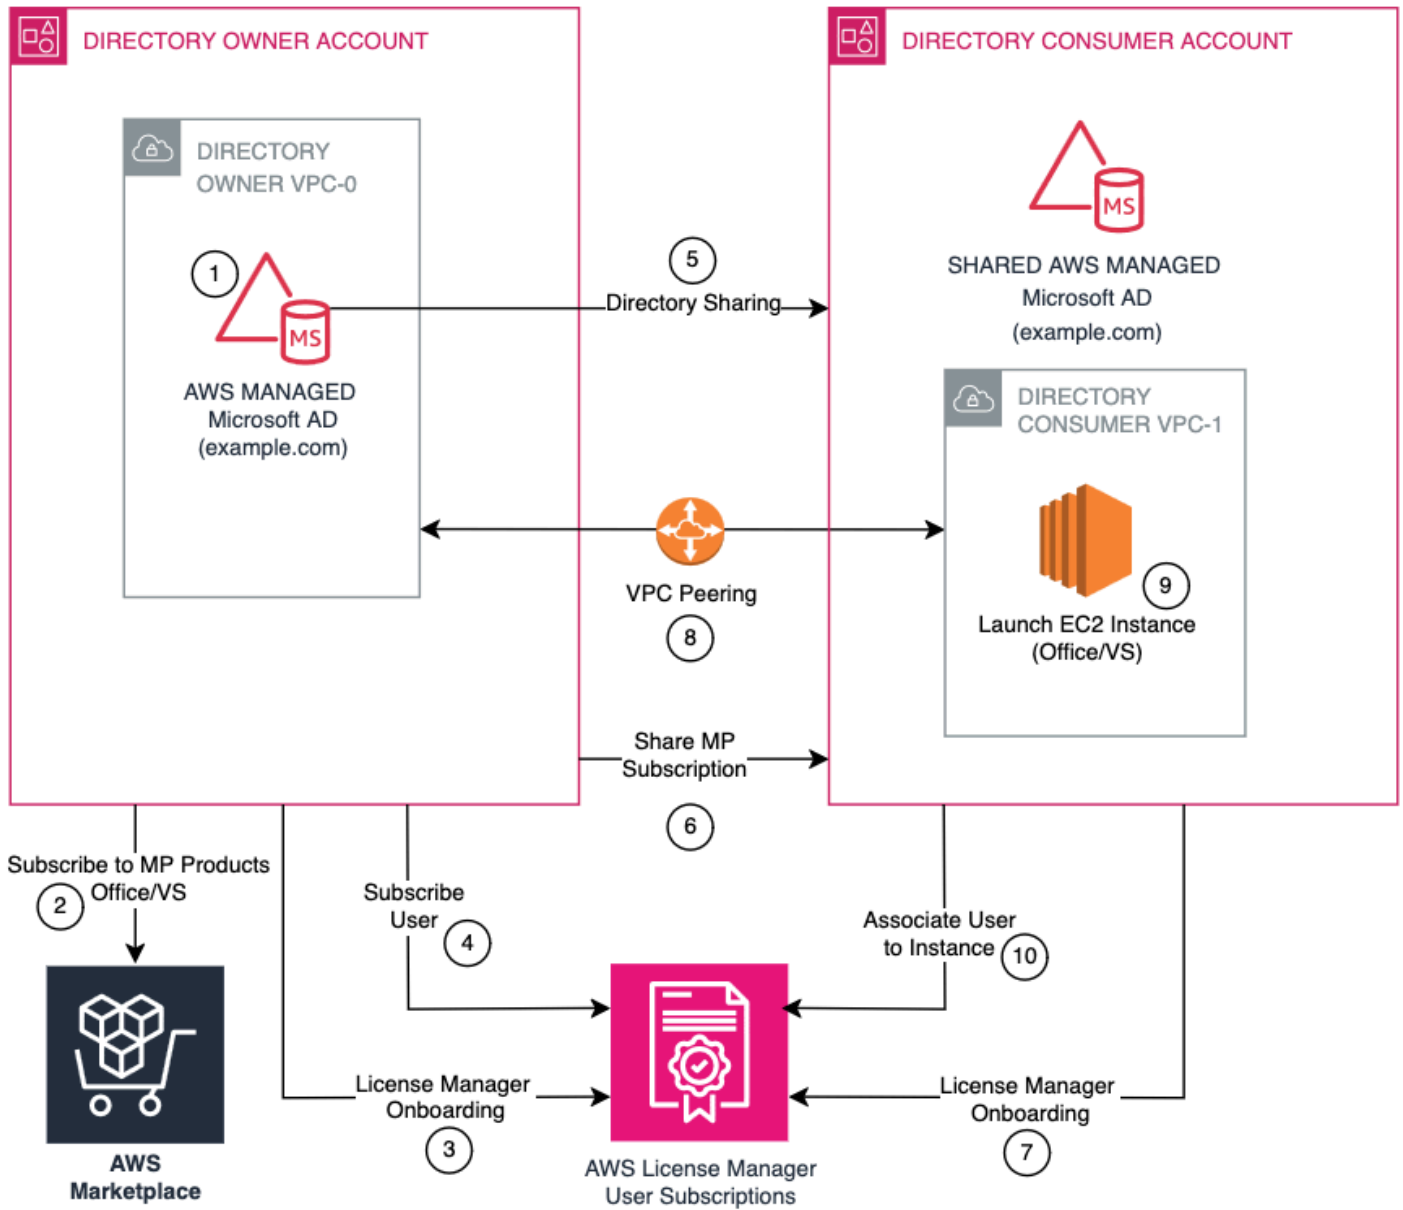 DIRECTORY OWNER ACCOUNT
DIRECTORY
OWNER VPC-0
1
MS
AWS MANAGED
Microsoft AD
(example.com)
5
Directory Sharing
DIRECTORY CONSUMER ACCOUNT
MS
SHARED AWS MANAGED
Microsoft AD
(example.com)
DIRECTORY
CONSUMER VPC-1
9
Launch EC2 Instance
(Office/VS)
VPC Peering
8
Share MP
Subscription
6
Subscribe to MP Products
Office/VS
2
Subscribe
User
4
Associate User
to Instance
10
License Manager
Onboarding
3
License Manager
Onboarding
7
AWS
Marketplace
AWS License Manager
User Subscriptions